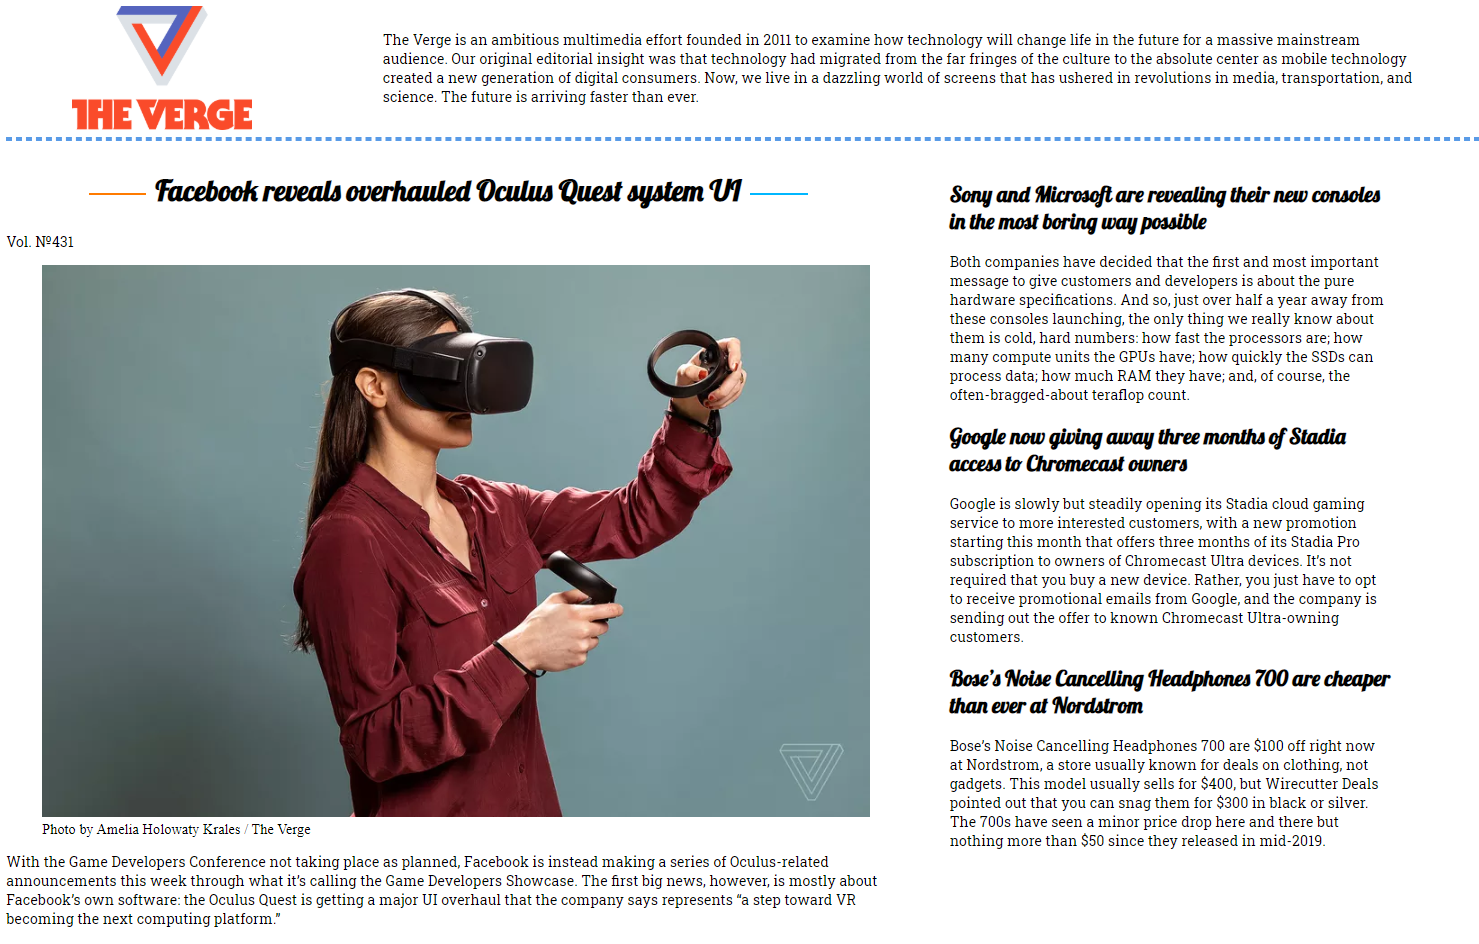 THE VERGE
The Verge is an ambitious multimedia effort founded in 2011 to examine how technology will change life in the future for a massive mainstream
audience. Our original editorial insight was that technology had migrated from the far fringes of the culture to the absolute center as mobile technology
created a new generation of digital consumers. Now, we live in a dazzling world of screens that has ushered in revolutions in media, transportation, and
science. The future is arriving faster than ever.
Facebook reveals overhauled Oculus Quest system UI
Vol. №431
Photo by Amelia Holowaty Krales / The Verge
With the Game Developers Conference not taking place as planned, Facebook is instead making a series of Oculus-related
announcements this week through what it’s calling the Game Developers Showcase. The first big news, however, is mostly about
Facebook’s own software: the Oculus Quest is getting a major UI overhaul that the company says represents “a step toward VR
becoming the next computing platform.”
Sony and Microsoft are revealing their new consoles
in the most boring way possible
Both companies have decided that the first and most important
message to give customers and developers is about the pure
hardware specifications. And so, just over half a year away from
these consoles launching, the only thing we really know about
them is cold, hard numbers: how fast the processors are; how
many compute units the GPUs have; how quickly the SSDs can
process data; how much RAM they have; and, of course, the
often-bragged-about teraflop count.
Google now giving away three months of Stadia
access to Chromecast owners
Google is slowly but steadily opening its Stadia cloud gaming
service to more interested customers, with a new promotion
starting this month that offers three months of its Stadia Pro
subscription to owners of Chromecast Ultra devices. It’s not
required that you buy a new device. Rather, you just have to opt
to receive promotional emails from Google, and the company is
sending out the offer to known Chromecast Ultra-owning
customers.
Bose’s Noise Cancelling Headphones 700 are cheaper
than ever at Nordstrom
Bose’s Noise Cancelling Headphones 700 are $100 off right now
at Nordstrom, a store usually known for deals on clothing, not
gadgets. This model usually sells for $400, but Wirecutter Deals
pointed out that you can snag them for $300 in black or silver.
The 700s have seen a minor price drop here and there but
nothing more than $50 since they released in mid-2019.